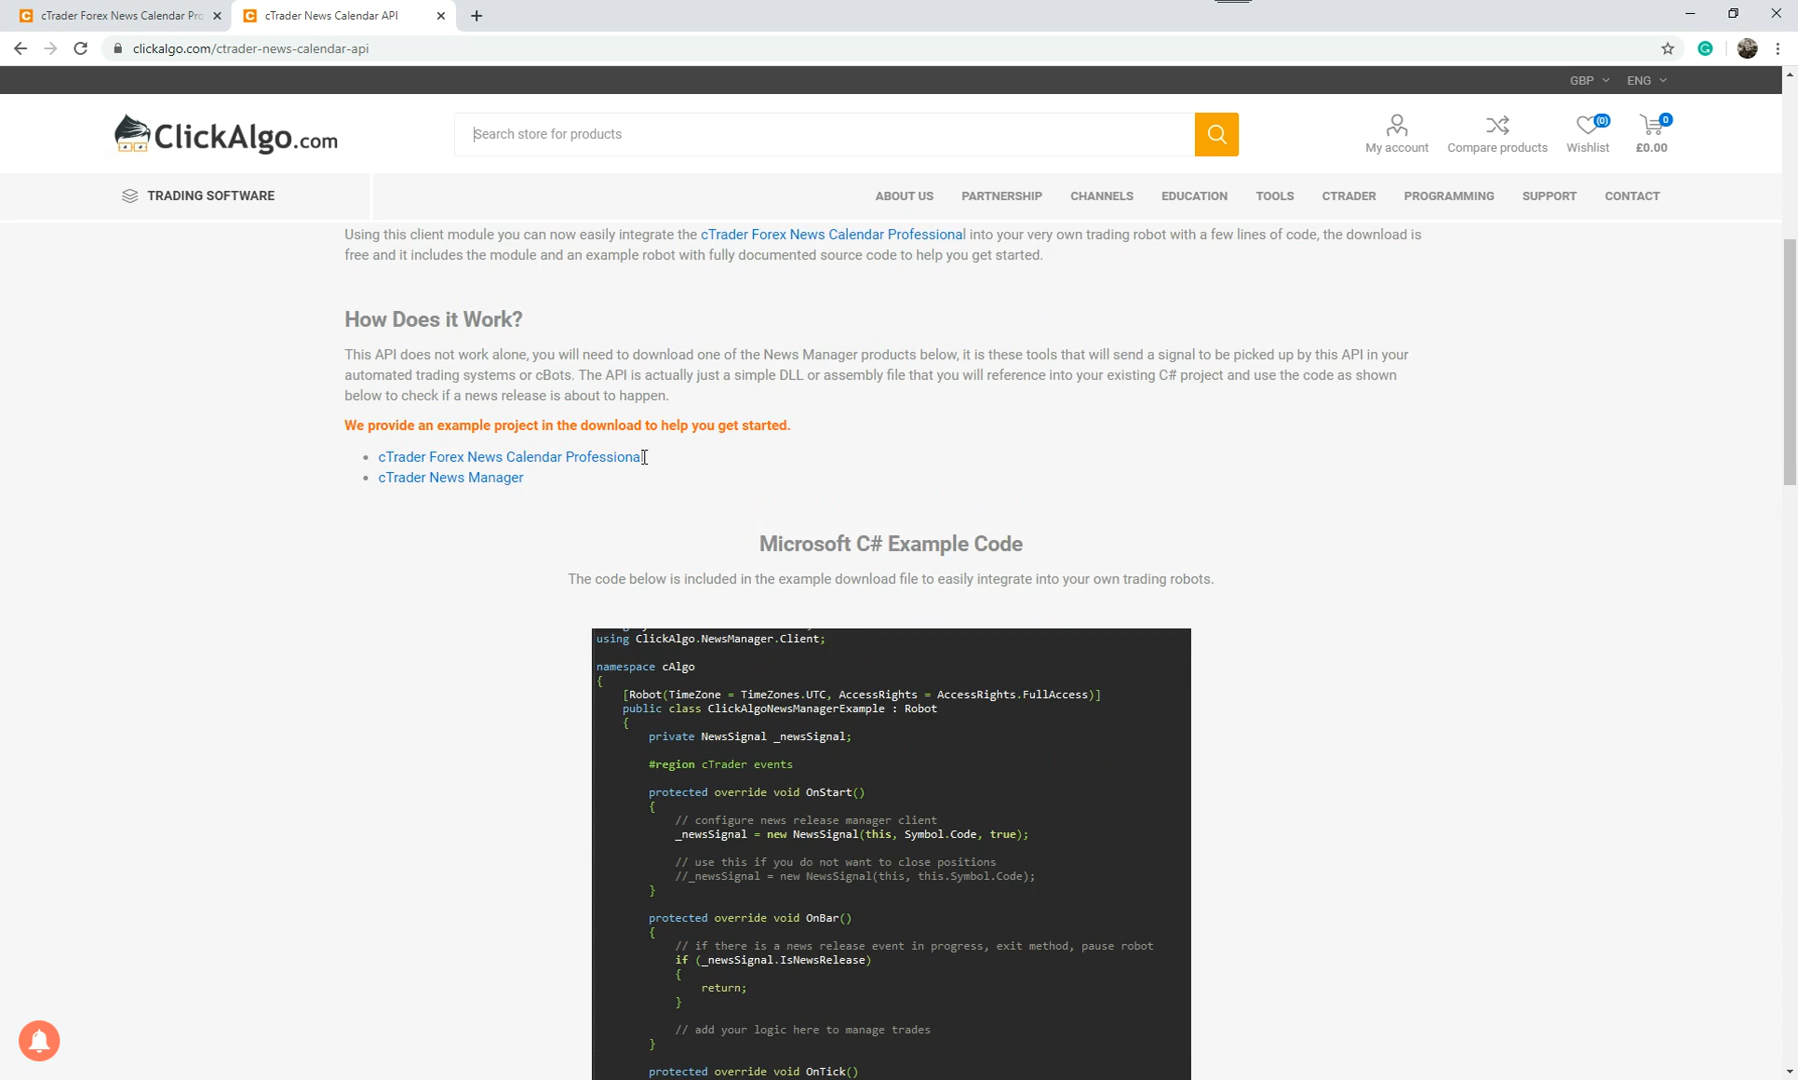 cTrader Forex News Calendar Pro
cTrader News Calendar API
clickalgo.com/ctrader-news-calendar-api
GBP
ENG
ClickAlgo.com
Search store for products
My account
Compare products
(0)
Wishlist
0
£0.00
TRADING SOFTWARE
ABOUT US
PARTNERSHIP
CHANNELS
EDUCATION
TOOLS
CTRADER
PROGRAMMING
SUPPORT
CONTACT
Using this client module you can now easily integrate the cTrader Forex News Calendar Professional into your very own trading robot with a few lines of code, the download is
free and it includes the module and an example robot with fully documented source code to help you get started.
How Does it Work?
This API does not work alone, you will need to download one of the News Manager products below, it is these tools that will send a signal to be picked up by this API in your
automated trading systems or cBots. The API is actually just a simple DLL or assembly file that you will reference into your existing C# project and use the code as shown
below to check if a news release is about to happen.
We provide an example project in the download to help you get started.
• cTrader Forex News Calendar Professional
• cTrader News Manager
Microsoft C# Example Code
The code below is included in the example download file to easily integrate into your own trading robots.
using ClickAlgo.NewsManager.Client;
namespace cAlgo
{
[Robot(TimeZone = TimeZones.UTC, AccessRights = AccessRights.FullAccess)]
public class ClickAlgoNewsManagerExample : Robot
{
private NewsSignal _newsSignal;
#region cTrader events
protected override void OnStart()
{
// configure news release manager client
_newsSignal = new NewsSignal(this, Symbol.Code, true);
// use this if you do not want to close positions
//_newsSignal = new NewsSignal(this, this.Symbol.Code);
}
protected override void OnBar()
{
// if there is a news release event in progress, exit method, pause robot
if (_newsSignal.IsNewsRelease)
{
return;
}
// add your logic here to manage trades
}
protected override void OnTick()